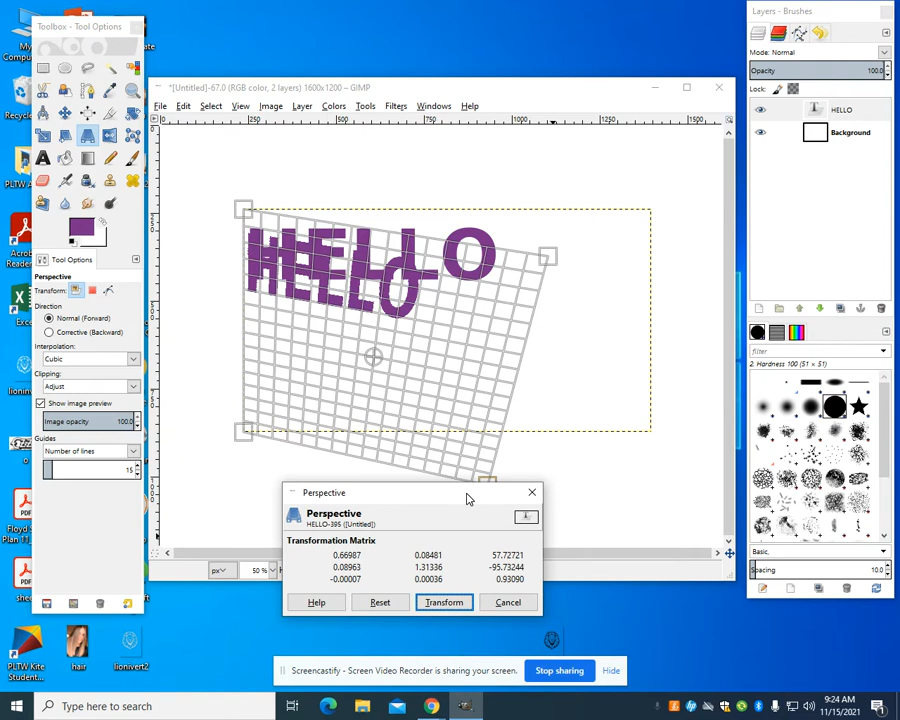 Toolbox - Tool Options
Layers - Brushes
*[Untitled]-67.0 (RGB color, 2 layers) 1600x1200 – GIMP
File Edit Select View Image Layer Colors Tools Filters Windows Help
Mode: Normal
Opacity 100.0
Lock:
HELLO
Background
250 500 750 1000 1250 1500
HELLO
HELLO
Tool Options
Perspective
Transform:
Direction
Normal (Forward)
Corrective (Backward)
Interpolation:
Cubic
Clipping:
Adjust
Show image preview
Image opacity 100.0
Guides
Number of lines
15
filter
2. Hardness 100 (51 × 51)
Basic,
Spacing 10.0
px
50 %
Perspective
Perspective
HELLO-395 ([Untitled])
Transformation Matrix
0.66987 0.08481 57.72721
0.08963 1.31336 -95.73244
-0.00007 0.00036 0.93090
Help Reset Transform Cancel
PLTW Kite
Student...
hair
lionivert2
Screencastify - Screen Video Recorder is sharing your screen.
Stop sharing
Hide
Type here to search
9:24 AM
11/15/2021